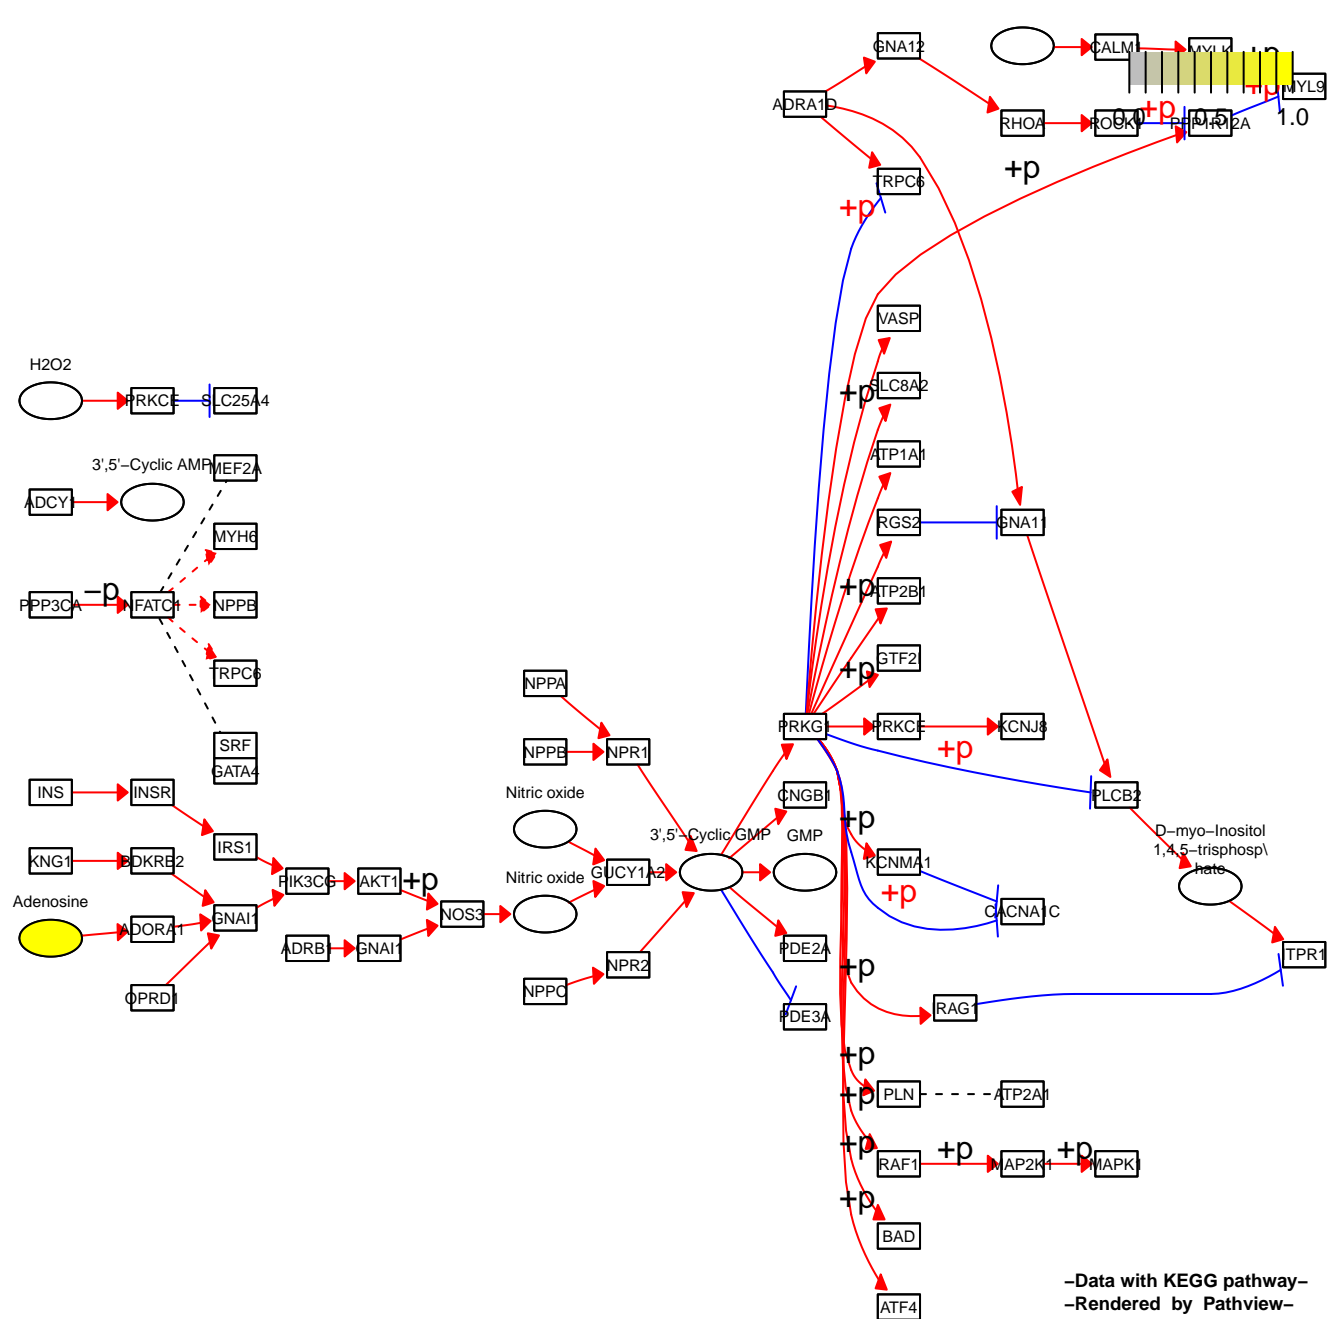 GNA12
CALM1
MYLK
+p
MYL9
+p
ADRA1D
RHOA
ROCK1
0.0
+p
0.5
PPP1R12A
1.0
+p
TRPC6
+p
VASP
H2O2
PRKCE
SLC25A4
+p
SLC8A2
3',5'−Cyclic AMP
MEF2A
ATP1A1
ADCY1
MYH6
RGS2
GNA11
−p
PPP3CA
NFATC1
NPPB
+p
ATP2B1
TRPC6
GTF2I
+p
NPPA
SRF
GATA4
NPPB
NPR1
PRKG1
PRKCE
KCNJ8
+p
INS
INSR
Nitric oxide
CNGB1
PLCB2
+p
3',5'−Cyclic GMP
GMP
D−myo−Inositol
1,4,5−trisphosp\
hate
IRS1
KNG1
BDKRB2
KCNMA1
GUCY1A2
PIK3CG
AKT1
+p
Nitric oxide
+p
Adenosine
ADORA1
GNAI1
NOS3
CACNA1C
ADRB1
GNAI1
PDE2A
ITPR1
NPR2
+p
OPRD1
NPPC
PDE3A
IRAG1
+p
+p
PLN
ATP2A1
+p
RAF1
+p
MAP2K1
+p
MAPK1
+p
BAD
−Data with KEGG pathway−
−Rendered by Pathview−
ATF4